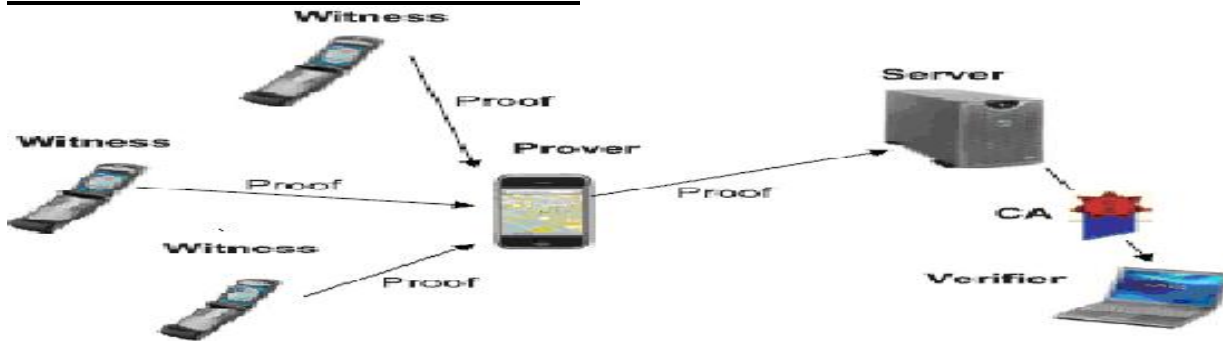 Witness
Proof
Server
Witness
Prover
Proof
Proof
CA
Witness
Proof
Verifier